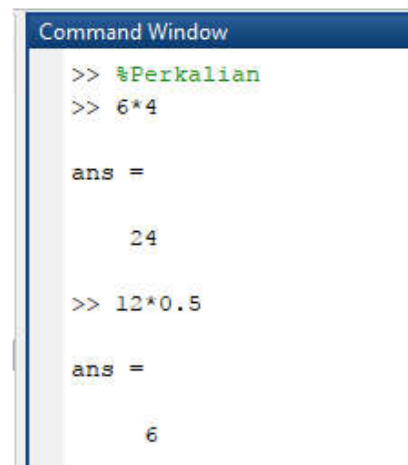 Command Window
>> %Perkalian
>> 6*4
ans =
24
>> 12*0.5
ans =
6